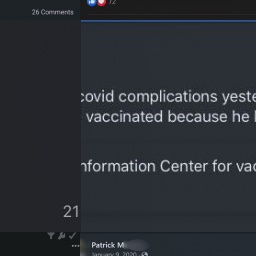 26 Comments
72
covid complications yeste
vaccinated because he
nformation Center for vac
21
Patrick M
January 9, 2020